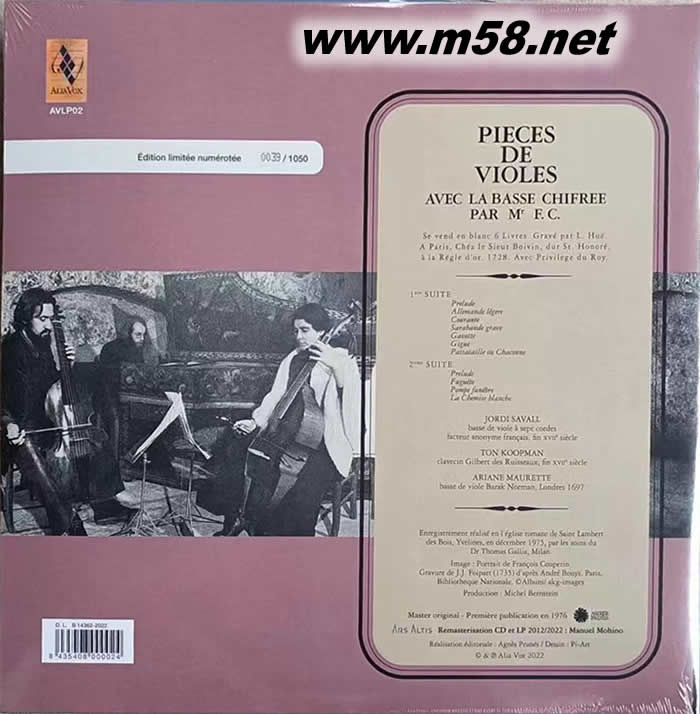 www.m58.net
ALIAVOX
AVLP02
Édition limitée numérotée 0039 / 1050
PIECES
DE
VIOLES
AVEC LA BASSE CHIFREE
PAR Mr F. C.
Se vend en blanc 6 Livres. Gravé par L. Hué
A Paris, Chés le Sieur Boivin, dur St. Honoré,
à la Régle d'or. 1728. Avec Privilege du Roy.
1ere SUITE
Prelude
Allemande légere
Courante
Sarabande grave
Gavotte
Gigue
Passacaille ou Chaconne
2eme SUITE
Prelude
Fuguête
Pompe funêbre
La Chemise blanche
JORDI SAVALL
basse de viole à sept cordes
facteur anonyme français, fin XVIIe siècle
TON KOOPMAN
clavecin Gilbert des Ruisseaux, fin XVIIe siècle
ARIANE MAURETTE
basse de viole Barak Norman, Londres 1697
Enregistrement réalisé en l'église romane de Saint Lambert
des Bois, Yvelines, en décembre 1975, par les soins du
Dr Thomas Gallia, Milan
Image : Portrait de François Couperin
Gravure de J.J. Flipart (1735) d'après André Bouys. Paris,
Bibliotheque Nationale. ©Album/ akg-images
Production : Michel Bernstein
Master original - Première publication en 1976
ARS ALTIS Remasterisation CD et LP 2012/2022 : Manuel Mohino
Réalisation éditoriale : Agnès Prunés / Dessin : Pi-Art
© & ℗ Alia Vox 2022
D. L. B 14362-2022
8 435408 000024